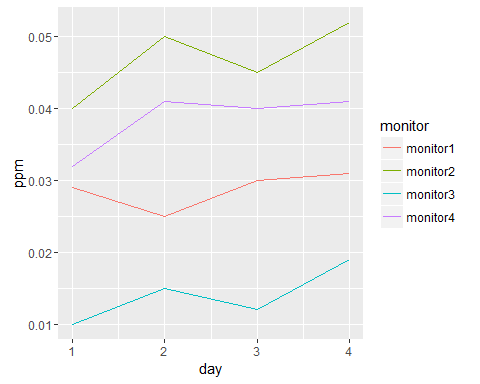 0.05
0.04
0.03
0.02
0.01
ppm
1 2 3 4
day
monitor
monitor1
monitor2
monitor3
monitor4